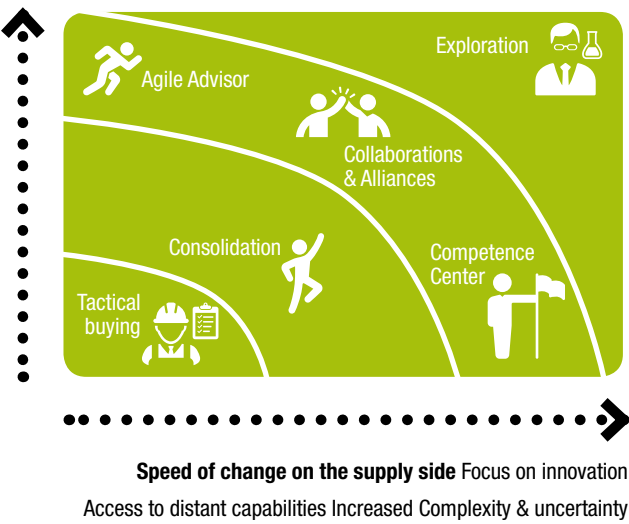 Exploration
Agile Advisor
Collaborations
& Alliances
Consolidation
Competence
Center
Tactical
buying
Speed of change on the supply side Focus on innovation
Access to distant capabilities Increased Complexity & uncertainty